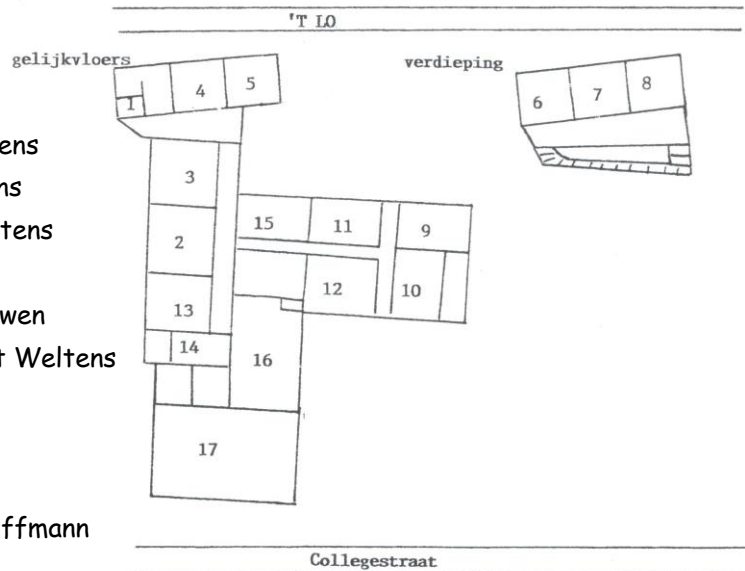 'T LO
gelijkvloers
verdieping
1 4 5
6 7 8
ens
ns
tens
wen
t Weltens
ffmann
3
15 11 9
2
12 10
13
14
16
17
Collegestraat